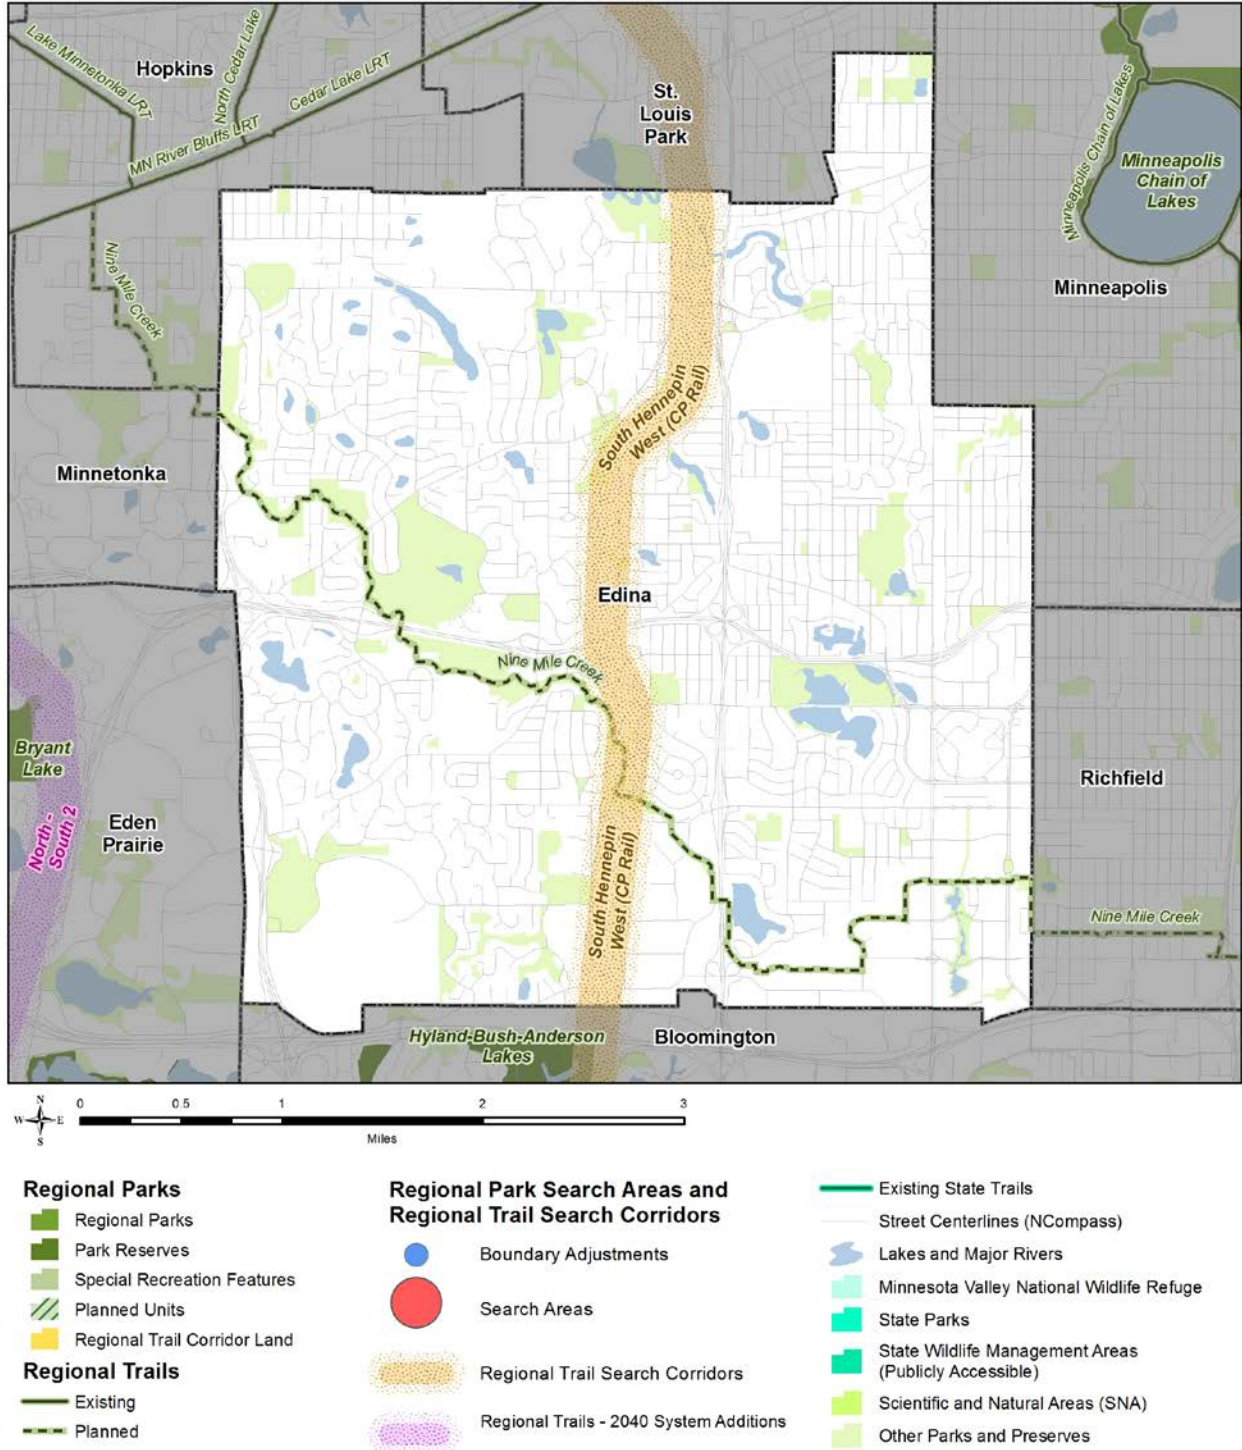 Lake Minnetonka LRT
Hopkins
North Cedar Lake
Cedar Lake LRT
MN River Bluffs LRT
St.
Louis
Park
Minneapolis Chain of Lakes
Minneapolis
Chain of
Lakes
Minneapolis
Nine Mile Creek
South Hennepin
West (CP Rail)
Minnetonka
Edina
Nine Mile Creek
Bryant
Lake
North -
South 2
Eden
Prairie
Richfield
South Hennepin
West (CP Rail)
Nine Mile Creek
Hyland-Bush-Anderson
Lakes
Bloomington
N
W E
S
0 0.5 1 2 3
Miles
Regional Parks
Regional Parks
Park Reserves
Special Recreation Features
Planned Units
Regional Trail Corridor Land
Regional Trails
Existing
Planned
Regional Park Search Areas and
Regional Trail Search Corridors
Boundary Adjustments
Search Areas
Regional Trail Search Corridors
Regional Trails - 2040 System Additions
Existing State Trails
Street Centerlines (NCompass)
Lakes and Major Rivers
Minnesota Valley National Wildlife Refuge
State Parks
State Wildlife Management Areas
(Publicly Accessible)
Scientific and Natural Areas (SNA)
Other Parks and Preserves